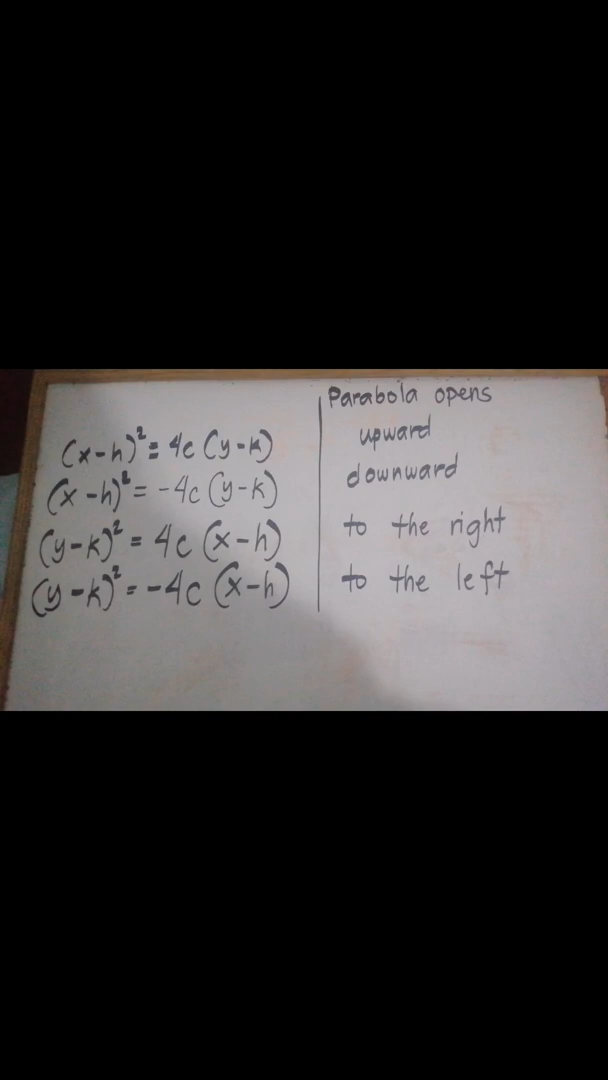 Parabola opens
(x-h)²= 4c (y-k) upward
(x-h)²= -4c (y-k) downward
(y-k)² = 4c (x-h) to the right
(y-k)² = -4c (x-h) to the left